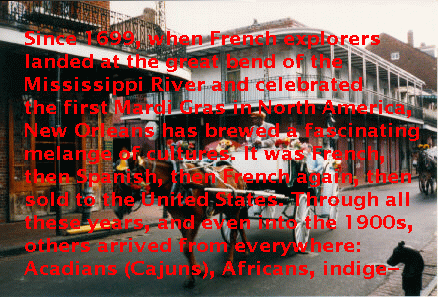 Since 1699, when French explorers
landed at the great bend of the
Mississippi River and celebrated
the first Mardi Gras in North America,
New Orleans has brewed a fascinating
melange of cultures. It was French,
then Spanish, then French again, then
sold to the United States. Through all
these years, and even into the 1900s,
others arrived from everywhere:
Acadians (Cajuns), Africans, indige-